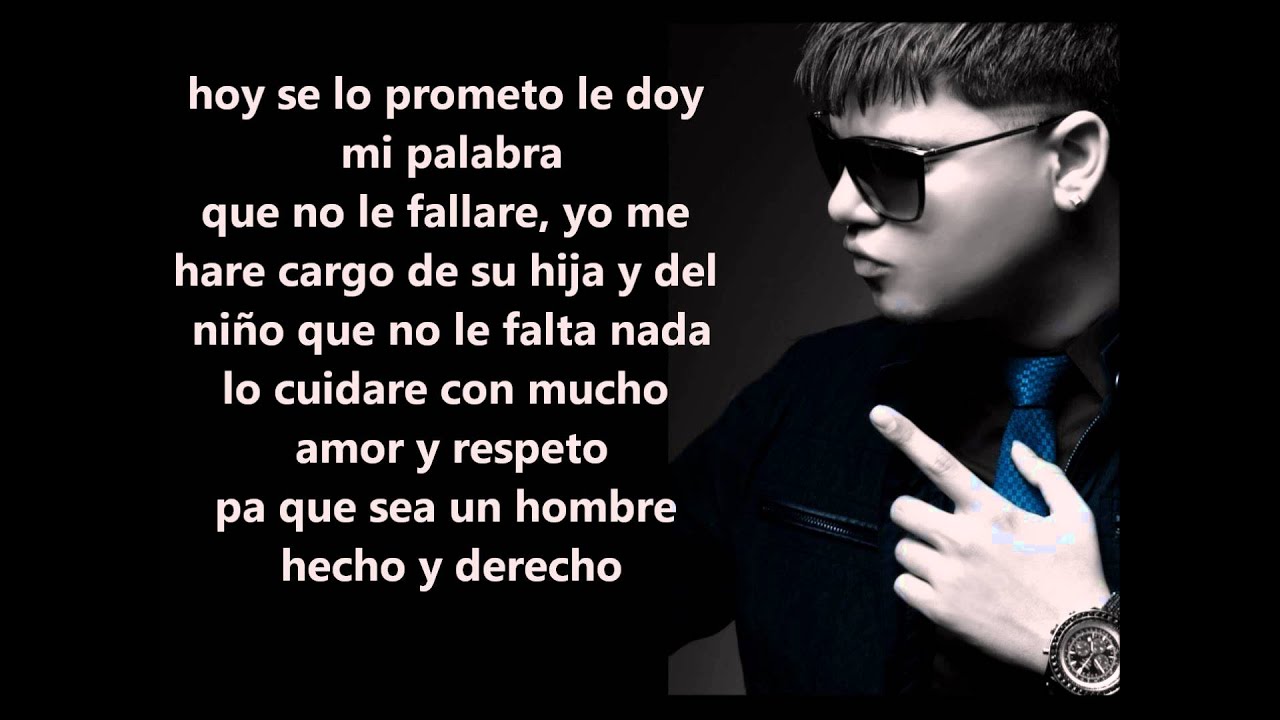 hoy se lo prometo le doy
mi palabra
que no le fallare, yo me
hare cargo de su hija y del
niño que no le falta nada
lo cuidare con mucho
amor y respeto
pa que sea un hombre
hecho y derecho